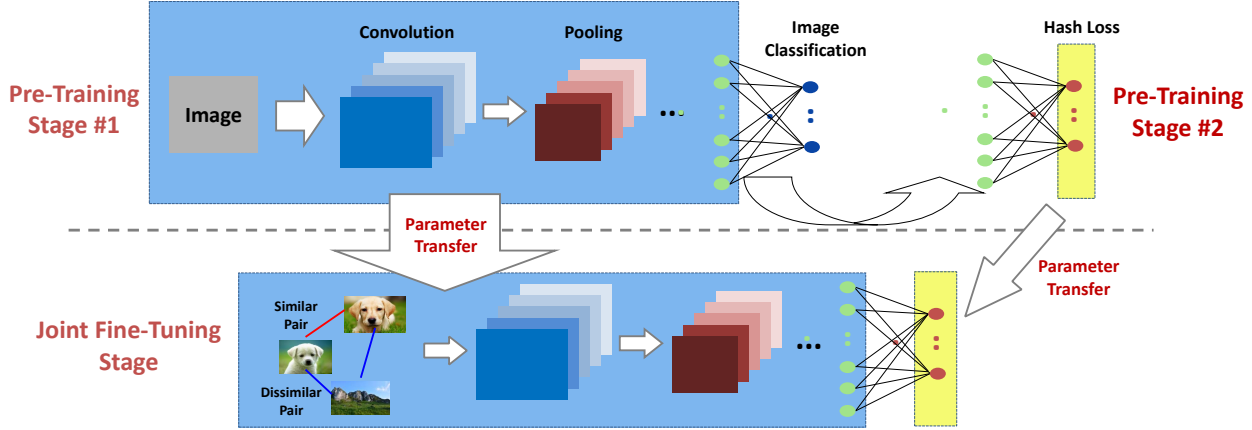 Convolution
Pooling
Image
Classification
Hash Loss
Pre-Training
Stage #1
Image
Pre-Training
Stage #2
Parameter
Transfer
Parameter
Transfer
Joint Fine-Tuning
Stage
Similar
Pair
Dissimilar
Pair